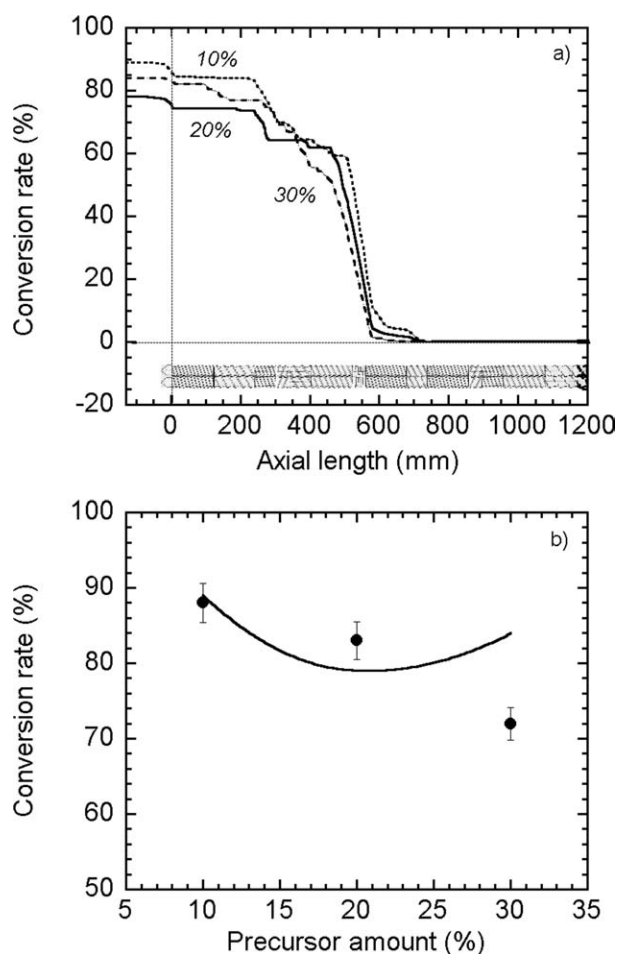 100
a)
80
10%
60
20%
40
30%
20
0
-20
Conversion rate (%)
0 200 400 600 800 1000 1200
Axial length (mm)
100
b)
90
80
70
60
50
Conversion rate (%)
5 10 15 20 25 30 35
Precursor amount (%)